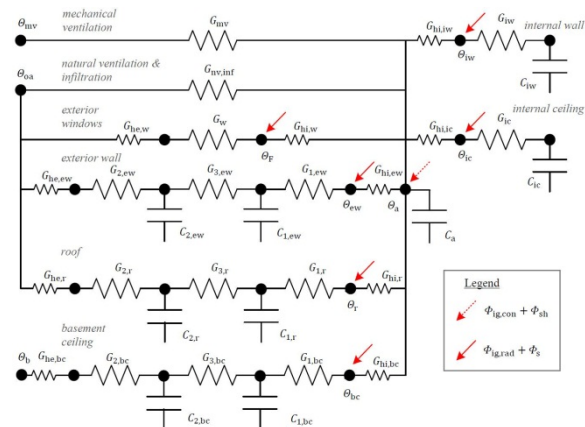 mechanical ventilation
internal wall
θmv
Gmv
Ghi,iw
θiw
Giw
Ciw
natural ventilation & infiltration
θoa
Gnv,inf
internal ceiling
exterior windows
Ghe,w
Gw
θF
Ghi,w
Ghi,ic
θic
Gic
Cic
exterior wall
Ghe,ew
G2,ew
G3,ew
G1,ew
θew
Ghi,ew
θa
C2,ew
C1,ew
Ca
roof
Ghe,r
G2,r
G3,r
G1,r
θr
Ghi,r
C2,r
C1,r
basement ceiling
θb
Ghe,bc
G2,bc
G3,bc
G1,bc
θbc
Ghi,bc
C2,bc
C1,bc
Legend
Φig,con + Φsh
Φig,rad + Φs